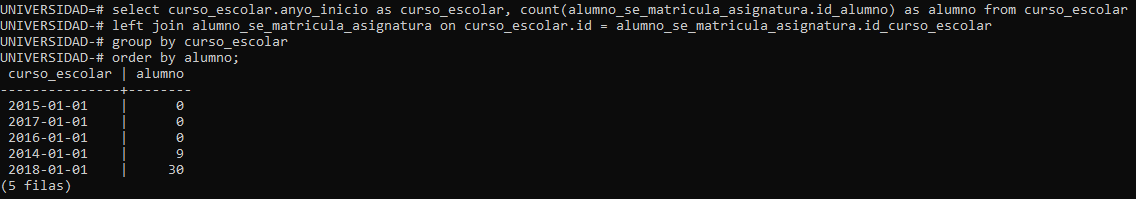 UNIVERSIDAD=# select curso_escolar.anyo_inicio as curso_escolar, count(alumno_se_matricula_asignatura.id_alumno) as alumno from curso_escolar
UNIVERSIDAD-# left join alumno_se_matricula_asignatura on curso_escolar.id = alumno_se_matricula_asignatura.id_curso_escolar
UNIVERSIDAD-# group by curso_escolar
UNIVERSIDAD-# order by alumno;
 curso_escolar | alumno
---------------+--------
 2015-01-01    |      0
 2017-01-01    |      0
 2016-01-01    |      0
 2014-01-01    |      9
 2018-01-01    |     30
(5 filas)